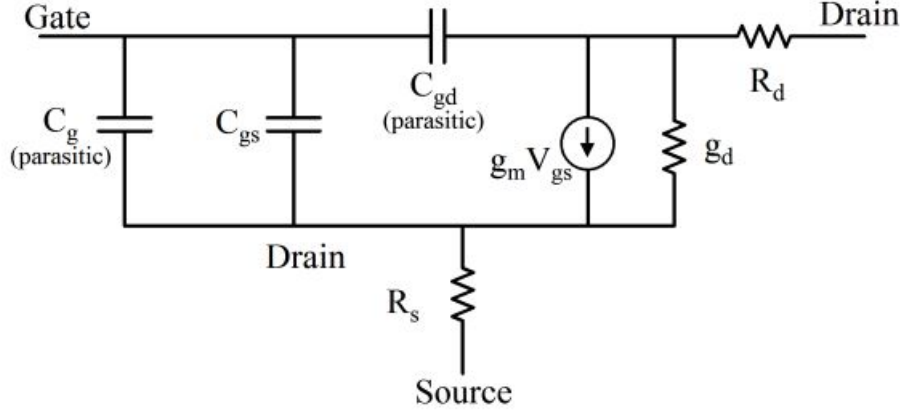 Gate
Drain
C_g
(parasitic)
C_gs
C_gd
(parasitic)
g_mV_gs
g_d
R_d
Drain
R_s
Source